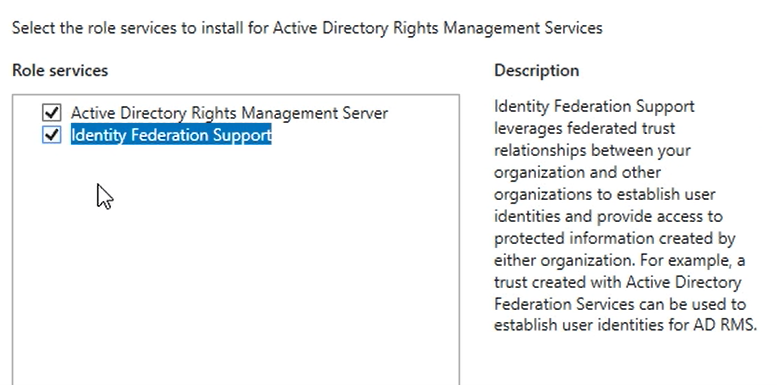 Select the role services to install for Active Directory Rights Management Services
Role services
Description
Active Directory Rights Management Server
Identity Federation Support
Identity Federation Support
leverages federated trust
relationships between your
organization and other
organizations to establish user
identities and provide access to
protected information created by
either organization. For example, a
trust created with Active Directory
Federation Services can be used to
establish user identities for AD RMS.